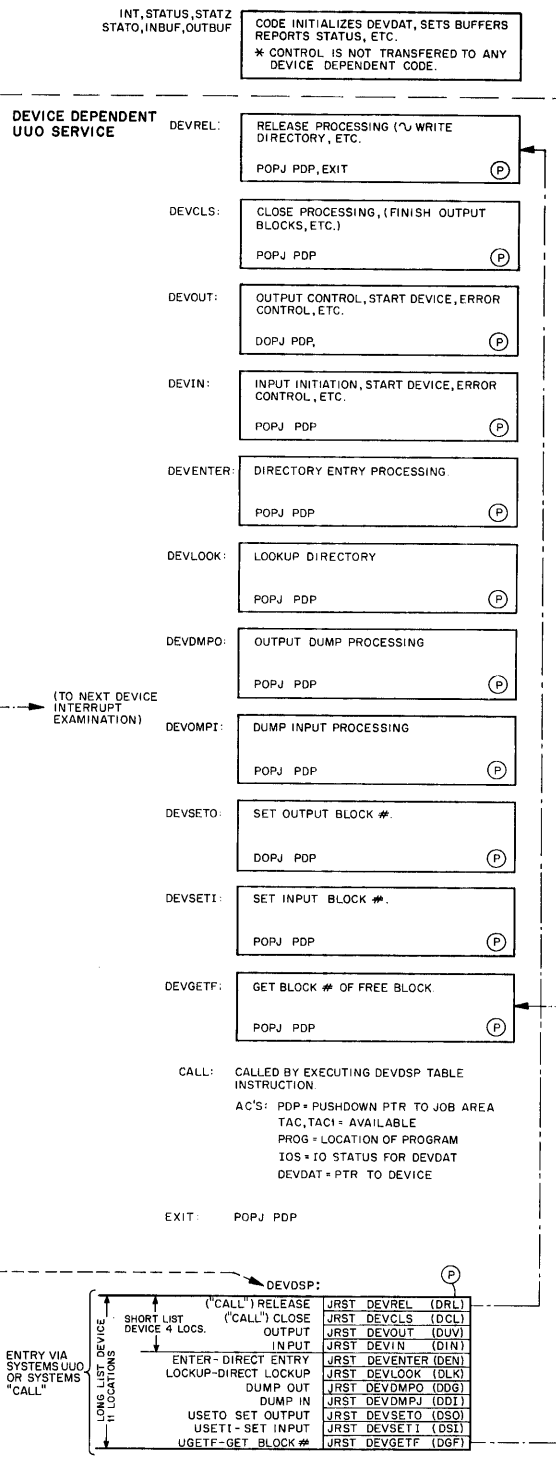 INT,STATUS,STATZ
STATO,INBUF,OUTBUF
CODE INITIALIZES DEVDAT, SETS BUFFERS
REPORTS STATUS, ETC.
* CONTROL IS NOT TRANSFERED TO ANY
DEVICE DEPENDENT CODE.
DEVICE DEPENDENT
UUO SERVICE
DEVREL:
RELEASE PROCESSING (∿ WRITE
DIRECTORY, ETC.
POPJ PDP, EXIT
P
DEVCLS:
CLOSE PROCESSING, (FINISH OUTPUT
BLOCKS, ETC.)
POPJ PDP
P
DEVOUT:
OUTPUT CONTROL, START DEVICE, ERROR
CONTROL, ETC.
DOPJ PDP,
P
DEVIN:
INPUT INITIATION, START DEVICE, ERROR
CONTROL, ETC.
POPJ PDP
P
DEVENTER:
DIRECTORY ENTRY PROCESSING.
POPJ PDP
P
DEVLOOK:
LOOKUP DIRECTORY
POPJ PDP
P
DEVDMPO:
OUTPUT DUMP PROCESSING
POPJ PDP
P
(TO NEXT DEVICE
INTERRUPT
EXAMINATION)
DEVOMPI:
DUMP INPUT PROCESSING
POPJ PDP
P
DEVSETO:
SET OUTPUT BLOCK #.
DOPJ PDP
P
DEVSETI:
SET INPUT BLOCK #.
POPJ PDP
P
DEVGETF:
GET BLOCK # OF FREE BLOCK.
POPJ PDP
P
CALL: CALLED BY EXECUTING DEVDSP TABLE
INSTRUCTION.
AC'S: PDP = PUSHDOWN PTR TO JOB AREA
TAC, TAC1 = AVAILABLE
PROG = LOCATION OF PROGRAM
IOS = IO STATUS FOR DEVDAT
DEVDAT = PTR TO DEVICE
EXIT: POPJ PDP
DEVDSP:
P
ENTRY VIA
SYSTEMS UUO
OR SYSTEMS
"CALL"
LONG LIST DEVICE
11 LOCATIONS
SHORT LIST
DEVICE 4 LOCS.
("CALL") RELEASE JRST DEVREL (DRL)
("CALL") CLOSE JRST DEVCLS (DCL)
OUTPUT JRST DEVOUT (DUV)
INPUT JRST DEVIN (DIN)
ENTER-DIRECT ENTRY JRST DEVENTER (DEN)
LOCKUP-DIRECT LOCKUP JRST DEVLOOK (DLK)
DUMP OUT JRST DEVDMPO (DDG)
DUMP IN JRST DEVDMPJ (DDI)
USETO SET OUTPUT JRST DEVSETO (DSO)
USETI-SET INPUT JRST DEVSETI (DSI)
UGETF-GET BLOCK # JRST DEVGETF (DGF)